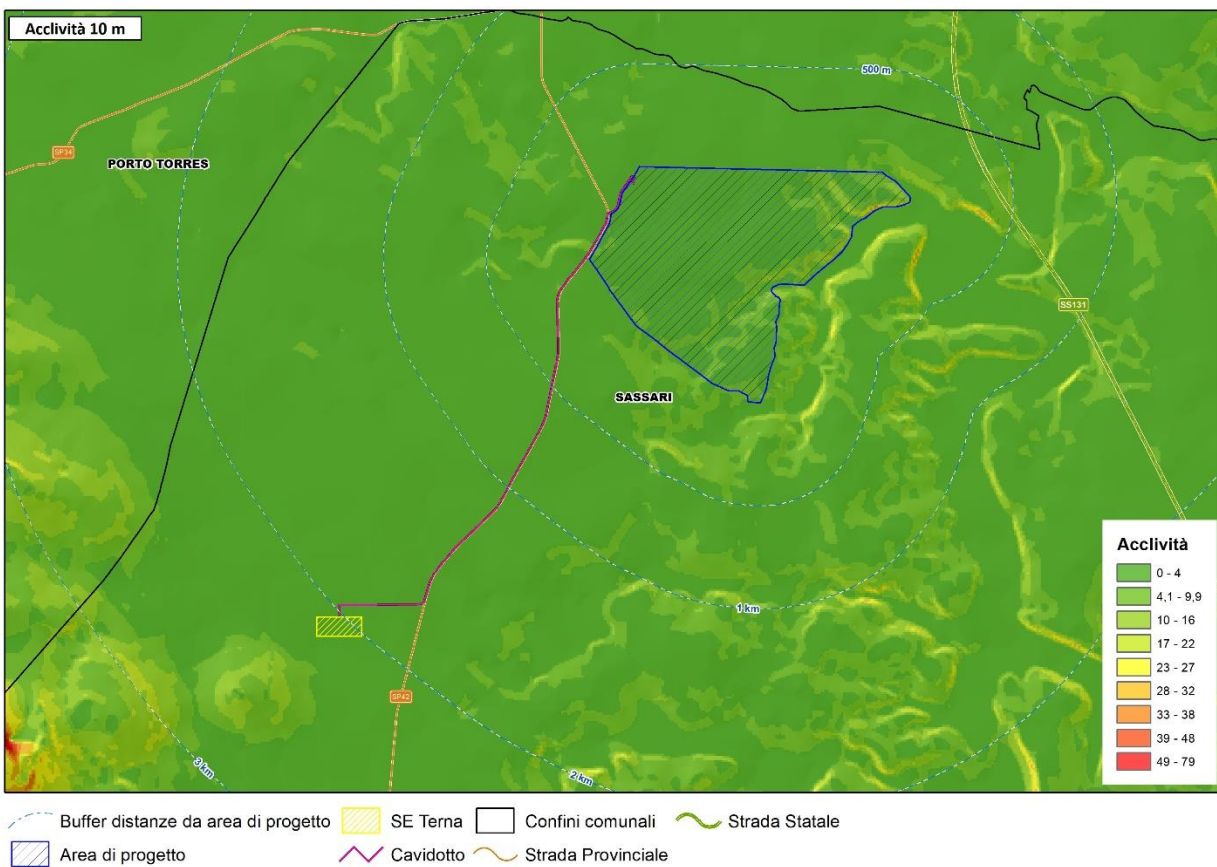 Acclività 10 m
500 m
SP34
PORTO TORRES
SS131
SASSARI
1 km
SP42
3 km
2 km
Acclività
0 - 4
4,1 - 9,9
10 - 16
17 - 22
23 - 27
28 - 32
33 - 38
39 - 48
49 - 79
Buffer distanze da area di progetto
SE Terna
Confini comunali
Strada Statale
Area di progetto
Cavidotto
Strada Provinciale